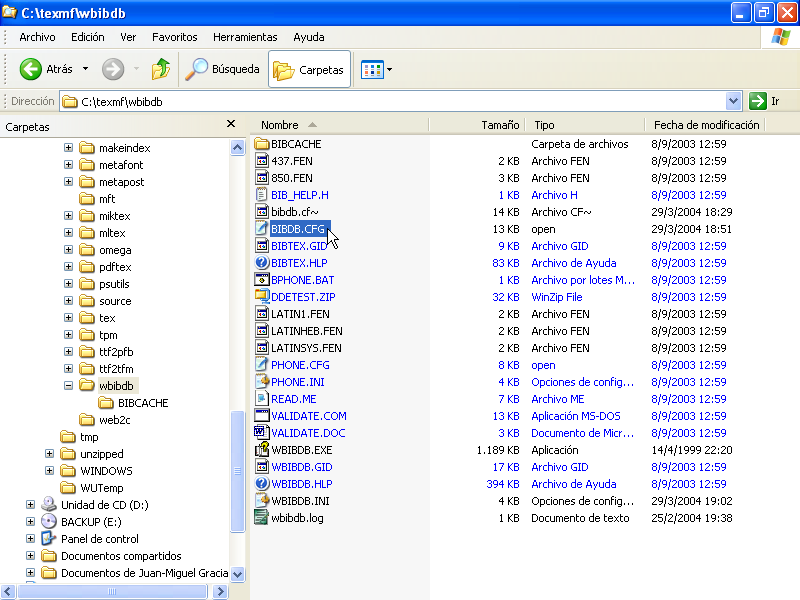 C:\texmf\wbibdb
Archivo Edición Ver Favoritos Herramientas Ayuda
Atrás Búsqueda Carpetas
Dirección C:\texmf\wbibdb Ir
Carpetas
makeindex
metafont
metapost
mft
miktex
mltex
omega
pdftex
psutils
source
tex
tpm
ttf2pfb
ttf2tfm
wbibdb
BIBCACHE
web2c
tmp
unzipped
WINDOWS
WUTemp
Unidad de CD (D:)
BACKUP (E:)
Panel de control
Documentos compartidos
Documentos de Juan-Miguel Gracia
Nombre Tamaño Tipo Fecha de modificación
BIBCACHE Carpeta de archivos 8/9/2003 12:59
437.FEN 2 KB Archivo FEN 8/9/2003 12:59
850.FEN 3 KB Archivo FEN 8/9/2003 12:59
BIB_HELP.H 1 KB Archivo H 8/9/2003 12:59
bibdb.cf~ 14 KB Archivo CF~ 29/3/2004 18:29
BIBDB.CFG 13 KB open 29/3/2004 18:51
BIBTEX.GID 9 KB Archivo GID 8/9/2003 12:59
BIBTEX.HLP 83 KB Archivo de Ayuda 8/9/2003 12:59
BPHONE.BAT 1 KB Archivo por lotes M... 8/9/2003 12:59
DDETEST.ZIP 32 KB WinZip File 8/9/2003 12:59
LATIN1.FEN 2 KB Archivo FEN 8/9/2003 12:59
LATINHEB.FEN 2 KB Archivo FEN 8/9/2003 12:59
LATINSYS.FEN 2 KB Archivo FEN 8/9/2003 12:59
PHONE.CFG 8 KB open 8/9/2003 12:59
PHONE.INI 4 KB Opciones de config... 8/9/2003 12:59
READ.ME 7 KB Archivo ME 8/9/2003 12:59
VALIDATE.COM 13 KB Aplicación MS-DOS 8/9/2003 12:59
VALIDATE.DOC 3 KB Documento de Micr... 8/9/2003 12:59
WBIBDB.EXE 1.189 KB Aplicación 14/4/1999 22:20
WBIBDB.GID 17 KB Archivo GID 8/9/2003 12:59
WBIBDB.HLP 394 KB Archivo de Ayuda 8/9/2003 12:59
WBIBDB.INI 4 KB Opciones de config... 29/3/2004 19:02
wbibdb.log 1 KB Documento de texto 25/2/2004 19:38